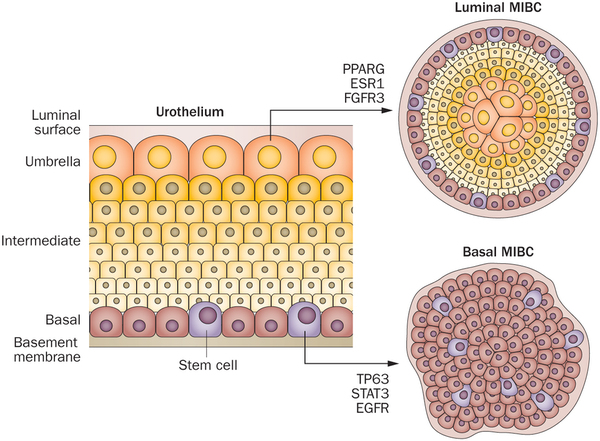 Luminal MIBC
PPARG
ESR1
FGFR3
Urothelium
Luminal
surface
Umbrella
Intermediate
Basal
Basement
membrane
Stem cell
Basal MIBC
TP63
STAT3
EGFR